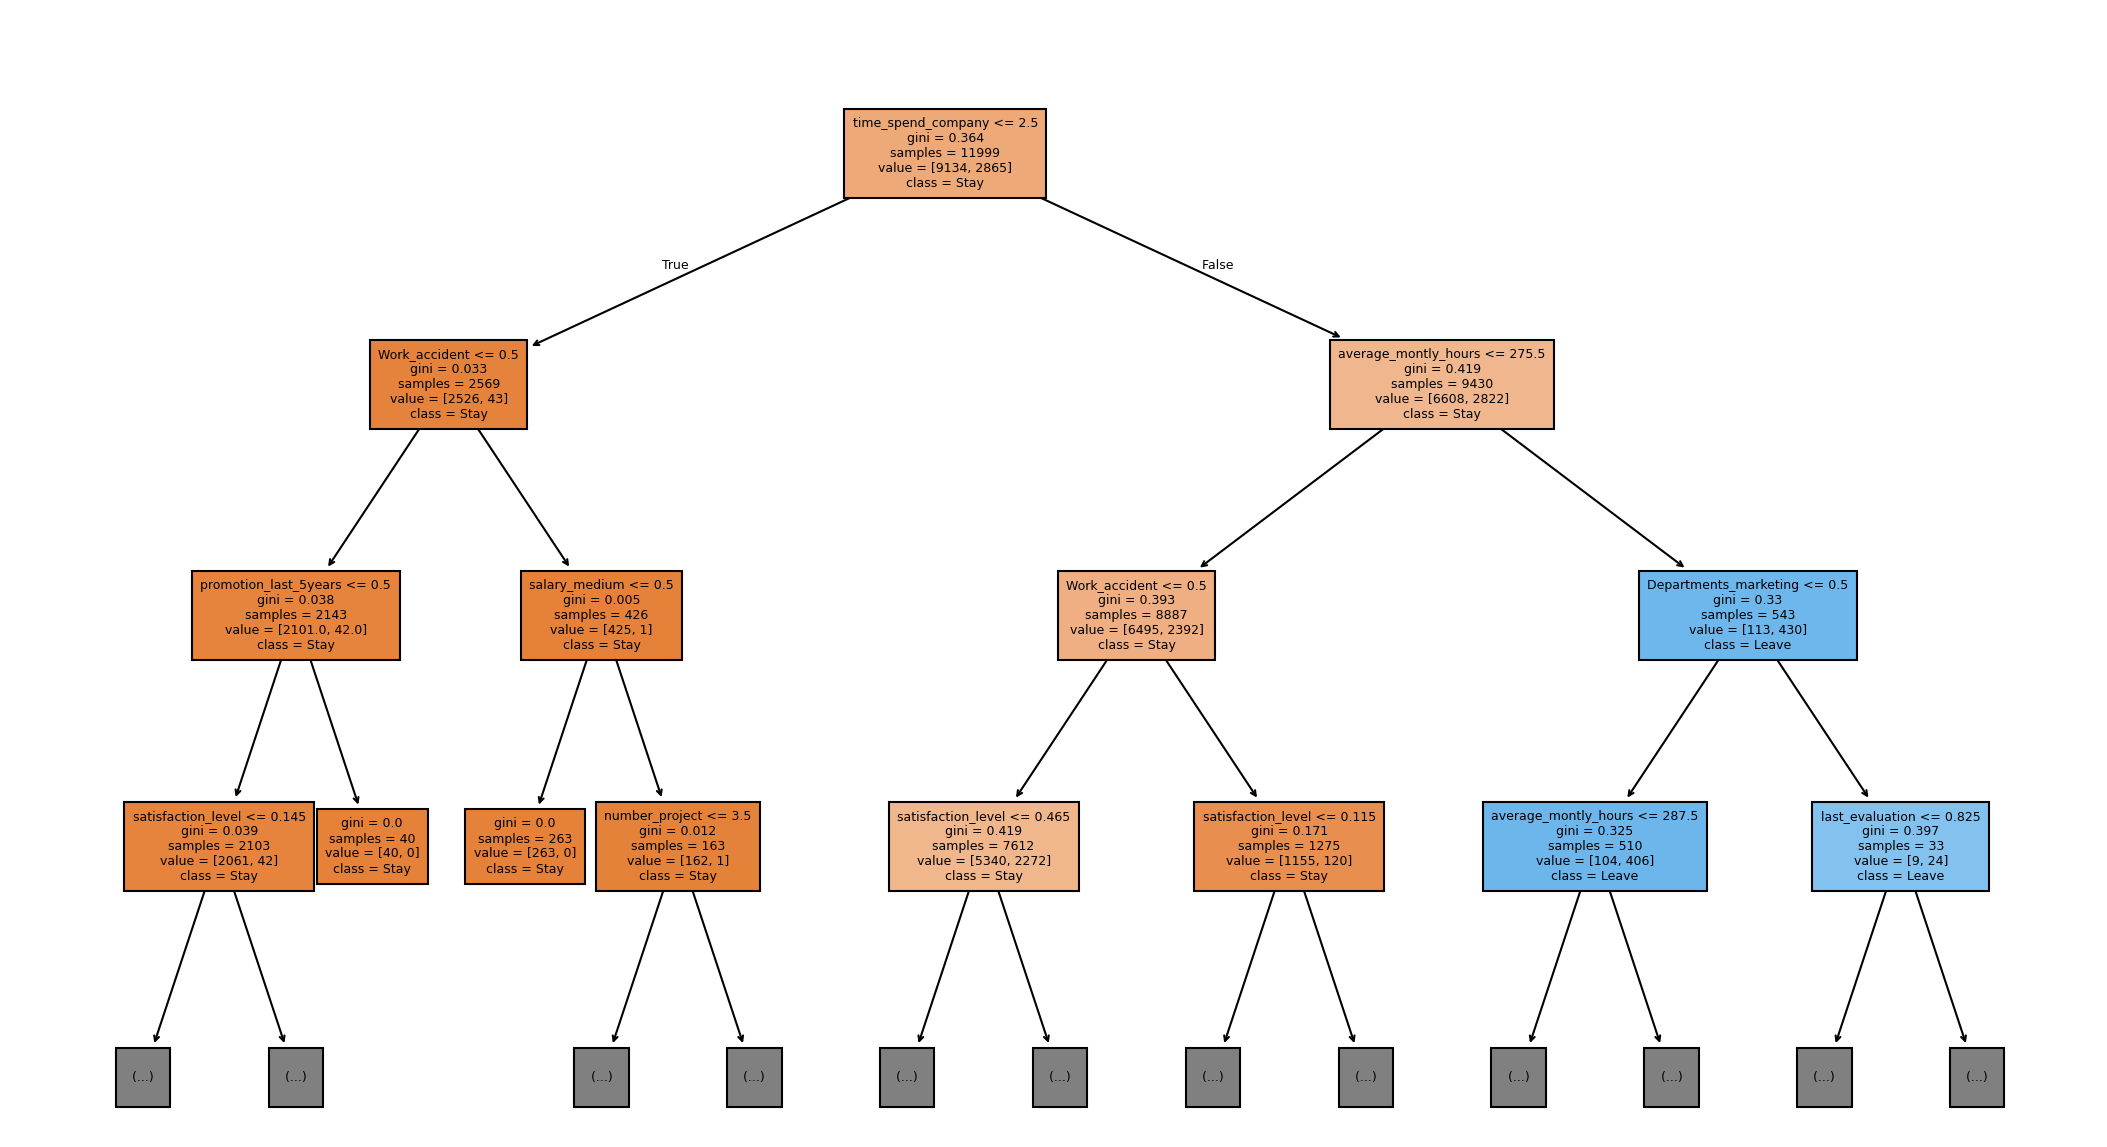 time_spend_company <= 2.5
gini = 0.364
samples = 11999
value = [9134, 2865]
class = Stay
True
False
Work_accident <= 0.5
gini = 0.033
samples = 2569
value = [2526, 43]
class = Stay
average_montly_hours <= 275.5
gini = 0.419
samples = 9430
value = [6608, 2822]
class = Stay
promotion_last_5years <= 0.5
gini = 0.038
samples = 2143
value = [2101.0, 42.0]
class = Stay
salary_medium <= 0.5
gini = 0.005
samples = 426
value = [425, 1]
class = Stay
Work_accident <= 0.5
gini = 0.393
samples = 8887
value = [6495, 2392]
class = Stay
Departments_marketing <= 0.5
gini = 0.33
samples = 543
value = [113, 430]
class = Leave
satisfaction_level <= 0.145
gini = 0.039
samples = 2103
value = [2061, 42]
class = Stay
gini = 0.0
samples = 40
value = [40, 0]
class = Stay
gini = 0.0
samples = 263
value = [263, 0]
class = Stay
number_project <= 3.5
gini = 0.012
samples = 163
value = [162, 1]
class = Stay
satisfaction_level <= 0.465
gini = 0.419
samples = 7612
value = [5340, 2272]
class = Stay
satisfaction_level <= 0.115
gini = 0.171
samples = 1275
value = [1155, 120]
class = Stay
average_montly_hours <= 287.5
gini = 0.325
samples = 510
value = [104, 406]
class = Leave
last_evaluation <= 0.825
gini = 0.397
samples = 33
value = [9, 24]
class = Leave
(...)
(...)
(...)
(...)
(...)
(...)
(...)
(...)
(...)
(...)
(...)
(...)